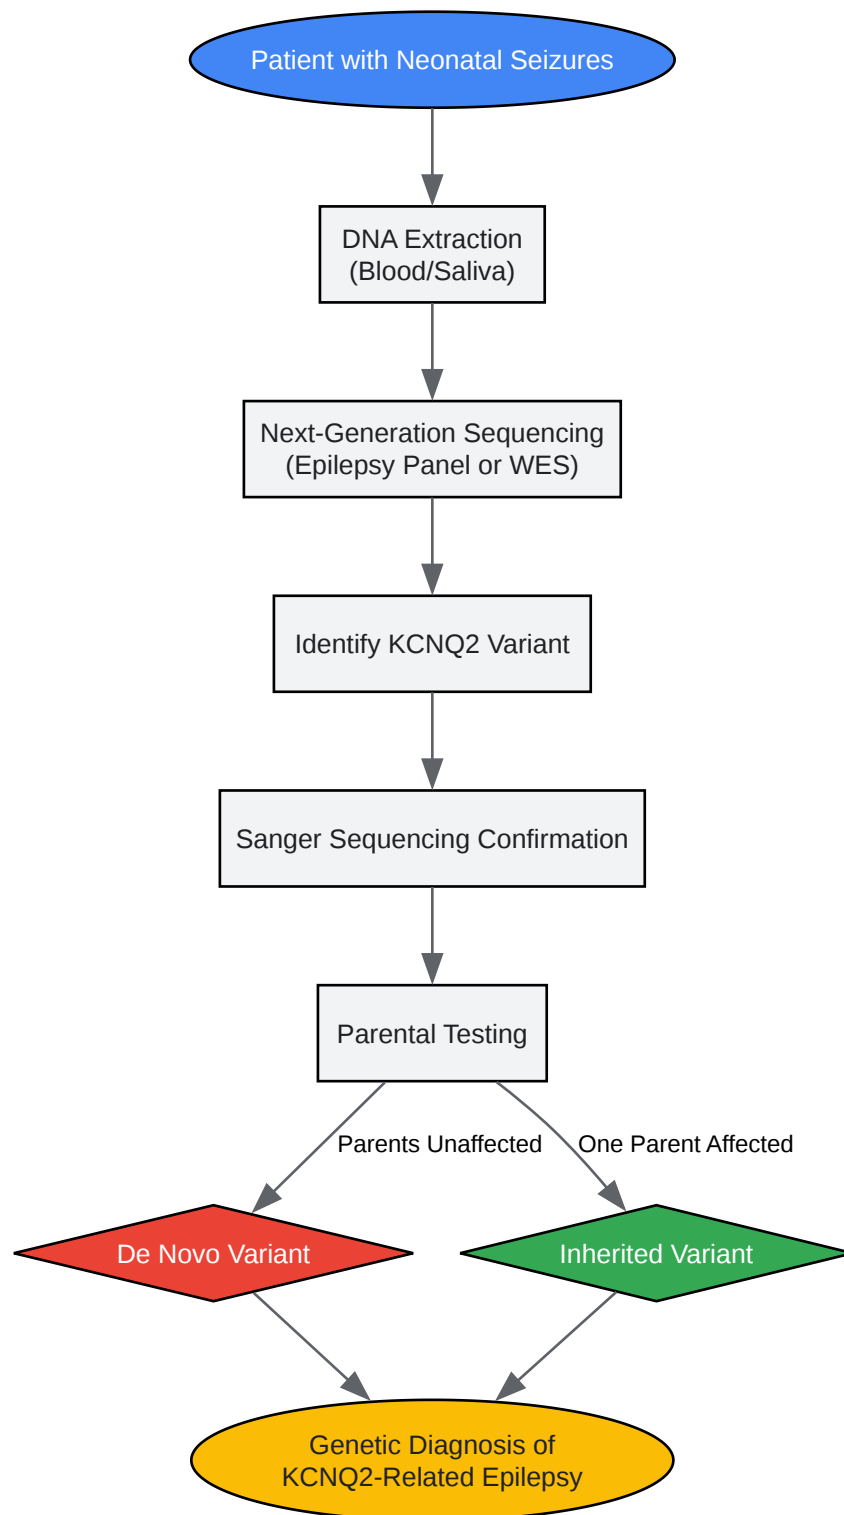 Patient with Neonatal Seizures
DNA Extraction
(Blood/Saliva)
Next-Generation Sequencing
(Epilepsy Panel or WES)
Identify KCNQ2 Variant
Sanger Sequencing Confirmation
Parental Testing
Parents Unaffected
One Parent Affected
De Novo Variant
Inherited Variant
Genetic Diagnosis of
KCNQ2-Related Epilepsy